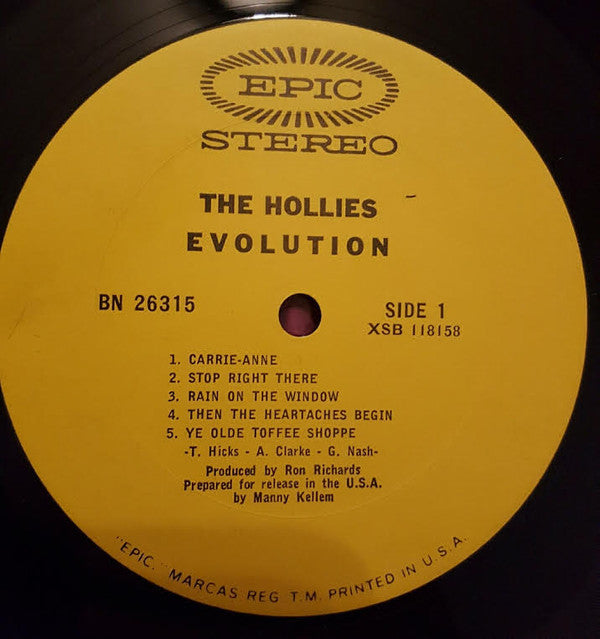 EPIC
STEREO
THE HOLLIES
EVOLUTION
BN 26315
SIDE 1
XSB 118158
1. CARRIE-ANNE
2. STOP RIGHT THERE
3. RAIN ON THE WINDOW
4. THEN THE HEARTACHES BEGIN
5. YE OLDE TOFFEE SHOPPE
-T. Hicks - A. Clarke - G. Nash-
Produced by Ron Richards
Prepared for release in the U.S.A.
by Manny Kellem
"EPIC," MARCAS REG. T.M. PRINTED IN U.S.A.